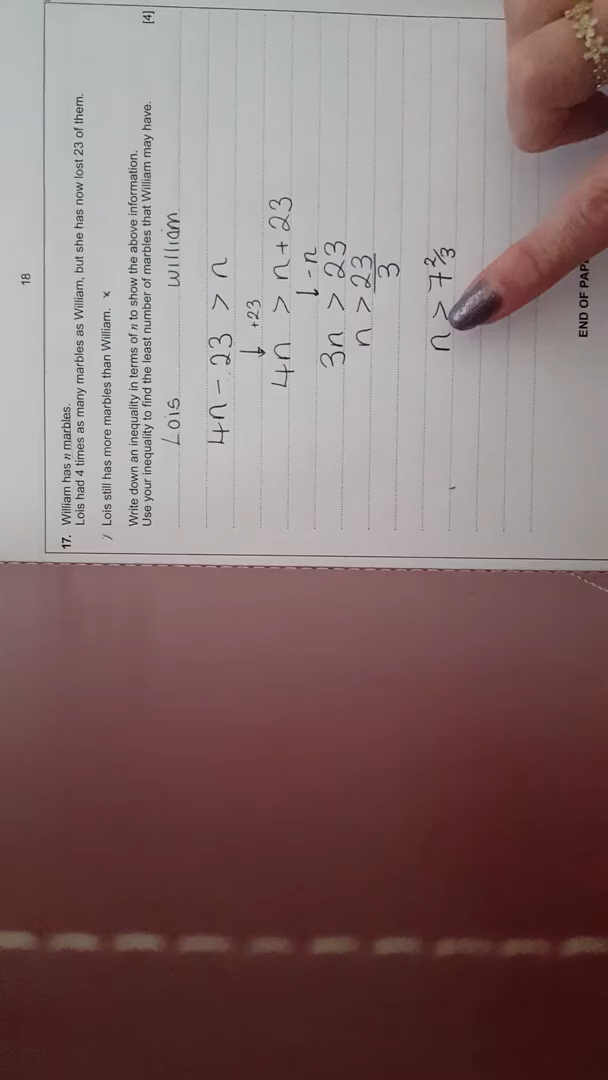 18
17. William has n marbles.
Lois had 4 times as many marbles as William, but she has now lost 23 of them.
Lois still has more marbles than William. x
Write down an inequality in terms of n to show the above information.
Use your inequality to find the least number of marbles that William may have.
[4]
Lois William
4n - 23 > n
↓ +23
4n > n + 23
↓ -n
3n > 23
n > 23
3
n > 7 2/3
END OF PAP